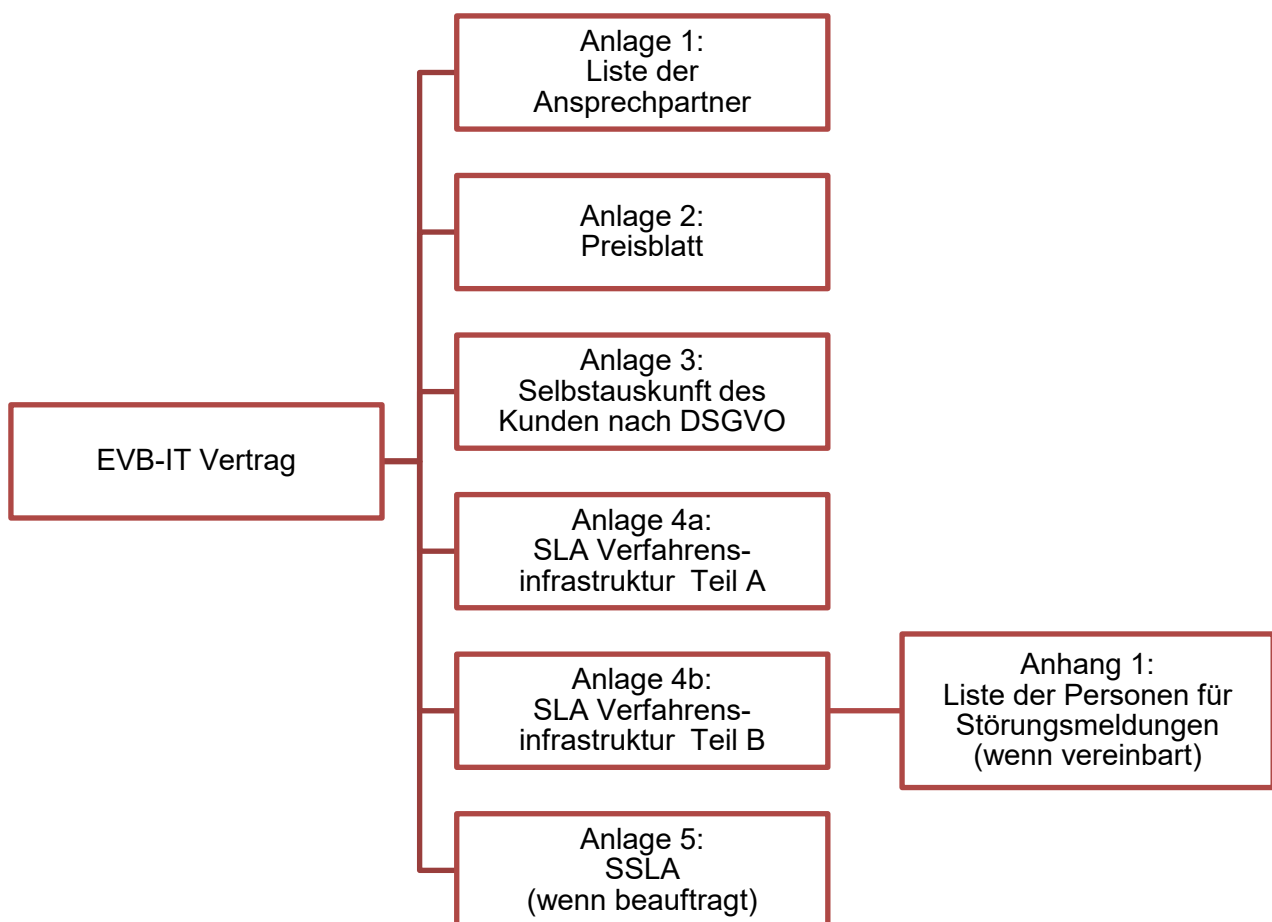 Anlage 1:
Liste der
Ansprechpartner
Anlage 2:
Preisblatt
Anlage 3:
Selbstauskunft des
Kunden nach DSGVO
EVB-IT Vertrag
Anlage 4a:
SLA Verfahrens-
infrastruktur  Teil A
Anlage 4b:
SLA Verfahrens-
infrastruktur  Teil B
Anhang 1:
Liste der Personen für
Störungsmeldungen
(wenn vereinbart)
Anlage 5:
SSLA
(wenn beauftragt)